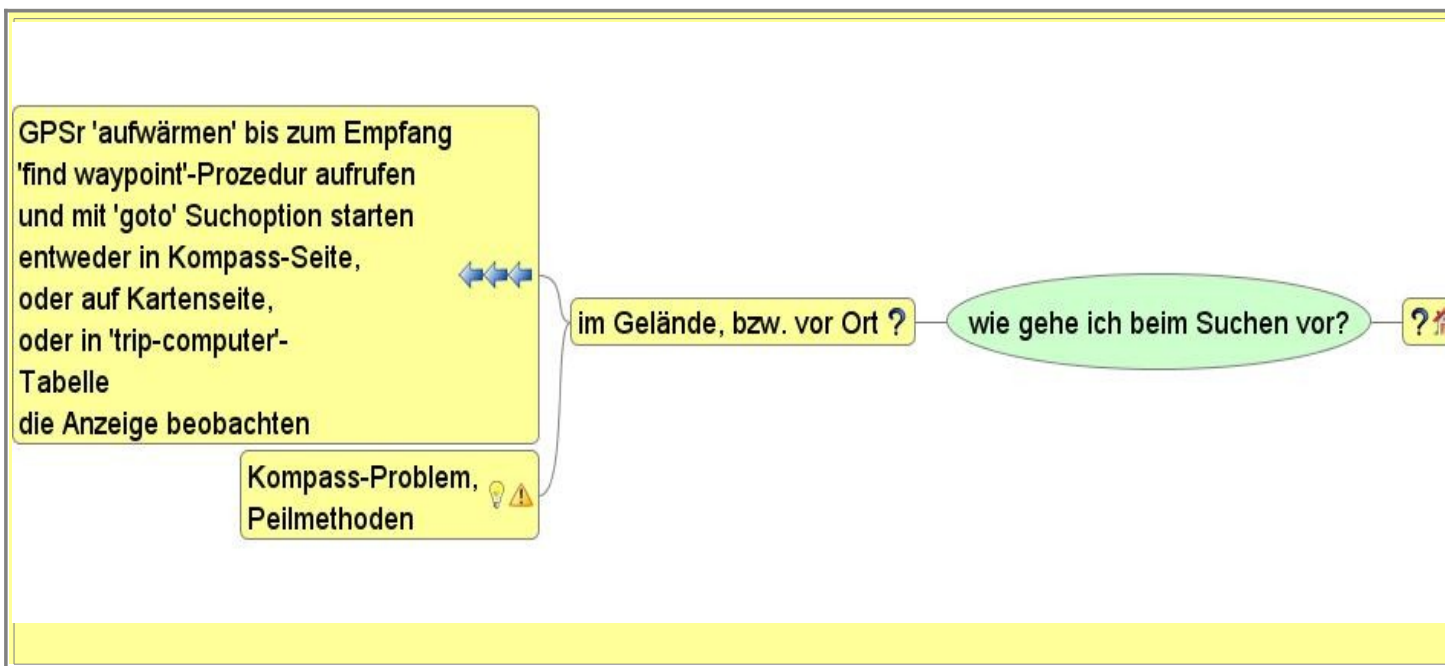 GPSr 'aufwärmen' bis zum Empfang
'find waypoint'-Prozedur aufrufen
und mit 'goto' Suchoption starten
entweder in Kompass-Seite,
oder auf Kartenseite,
oder in 'trip-computer'-
Tabelle
die Anzeige beobachten
Kompass-Problem,
Peilmethoden
im Gelände, bzw. vor Ort ?
wie gehe ich beim Suchen vor?
?